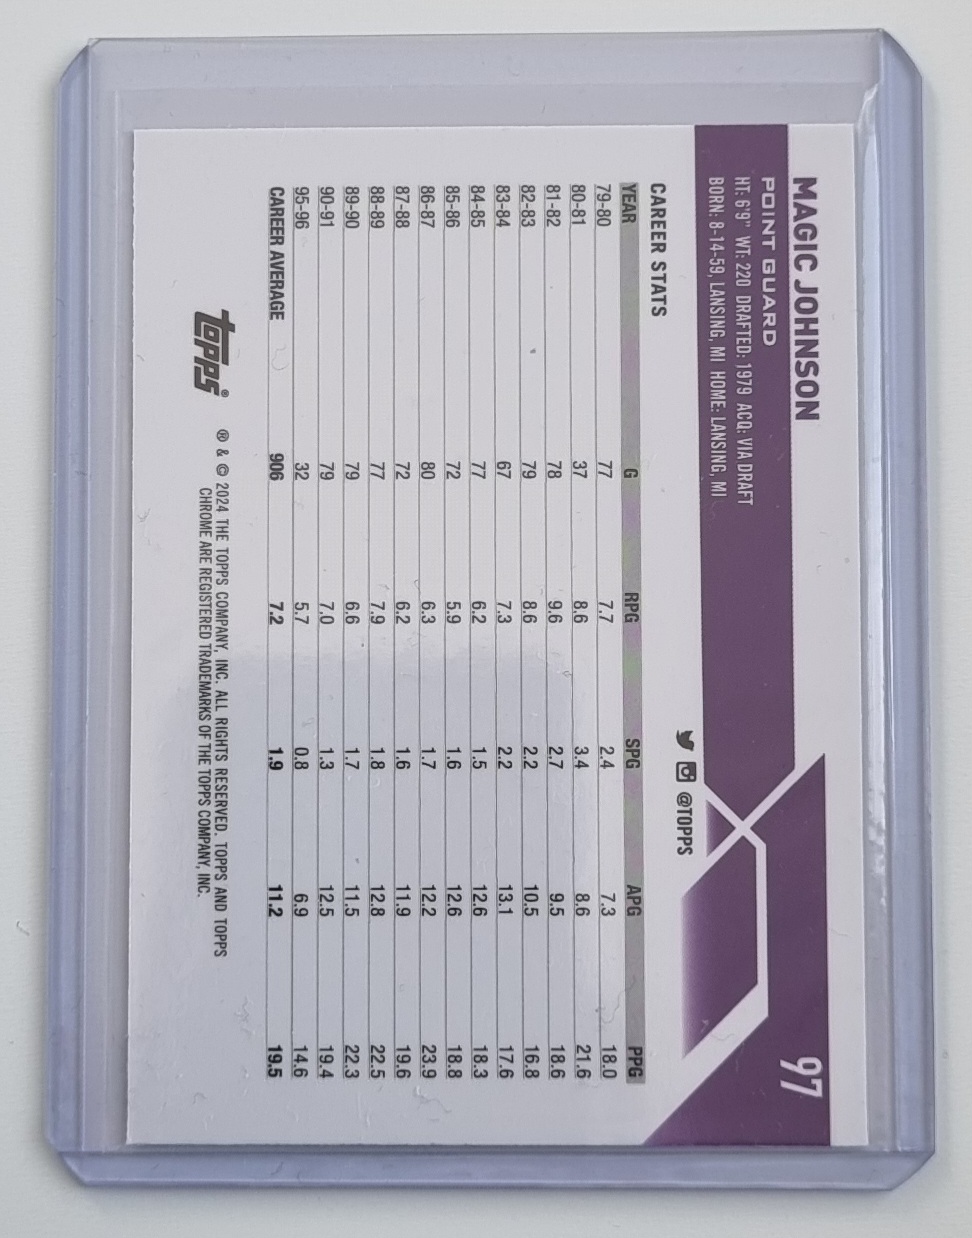 MAGIC JOHNSON
97
POINT GUARD
HT: 6'9" WT: 220 DRAFTED: 1979 ACQ: VIA DRAFT
BORN: 8-14-59, LANSING, MI HOME: LANSING, MI
@TOPPS
CAREER STATS
YEAR G RPG SPG APG PPG
79-80 77 7.7 2.4 7.3 18.0
80-81 37 8.6 3.4 8.6 21.6
81-82 78 9.6 2.7 9.5 18.6
82-83 79 8.6 2.2 10.5 16.8
83-84 67 7.3 2.2 13.1 17.6
84-85 77 6.2 1.5 12.6 18.3
85-86 72 5.9 1.6 12.6 18.8
86-87 80 6.3 1.7 12.2 23.9
87-88 72 6.2 1.6 11.9 19.6
88-89 77 7.9 1.8 12.8 22.5
89-90 79 6.6 1.7 11.5 22.3
90-91 79 7.0 1.3 12.5 19.4
95-96 32 5.7 0.8 6.9 14.6
CAREER AVERAGE 906 7.2 1.9 11.2 19.5
topps®
® & © 2024 THE TOPPS COMPANY, INC. ALL RIGHTS RESERVED. TOPPS AND TOPPS
CHROME ARE REGISTERED TRADEMARKS OF THE TOPPS COMPANY, INC.